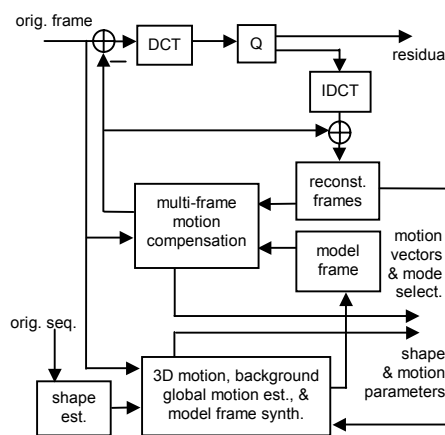 orig. frame
DCT
Q
residua
IDCT
reconst.
frames
multi-frame
motion
compensation
model
frame
motion
vectors
& mode
select.
orig. seq.
shape
est.
3D motion, background
global motion est., &
model frame synth.
shape
& motion
parameters